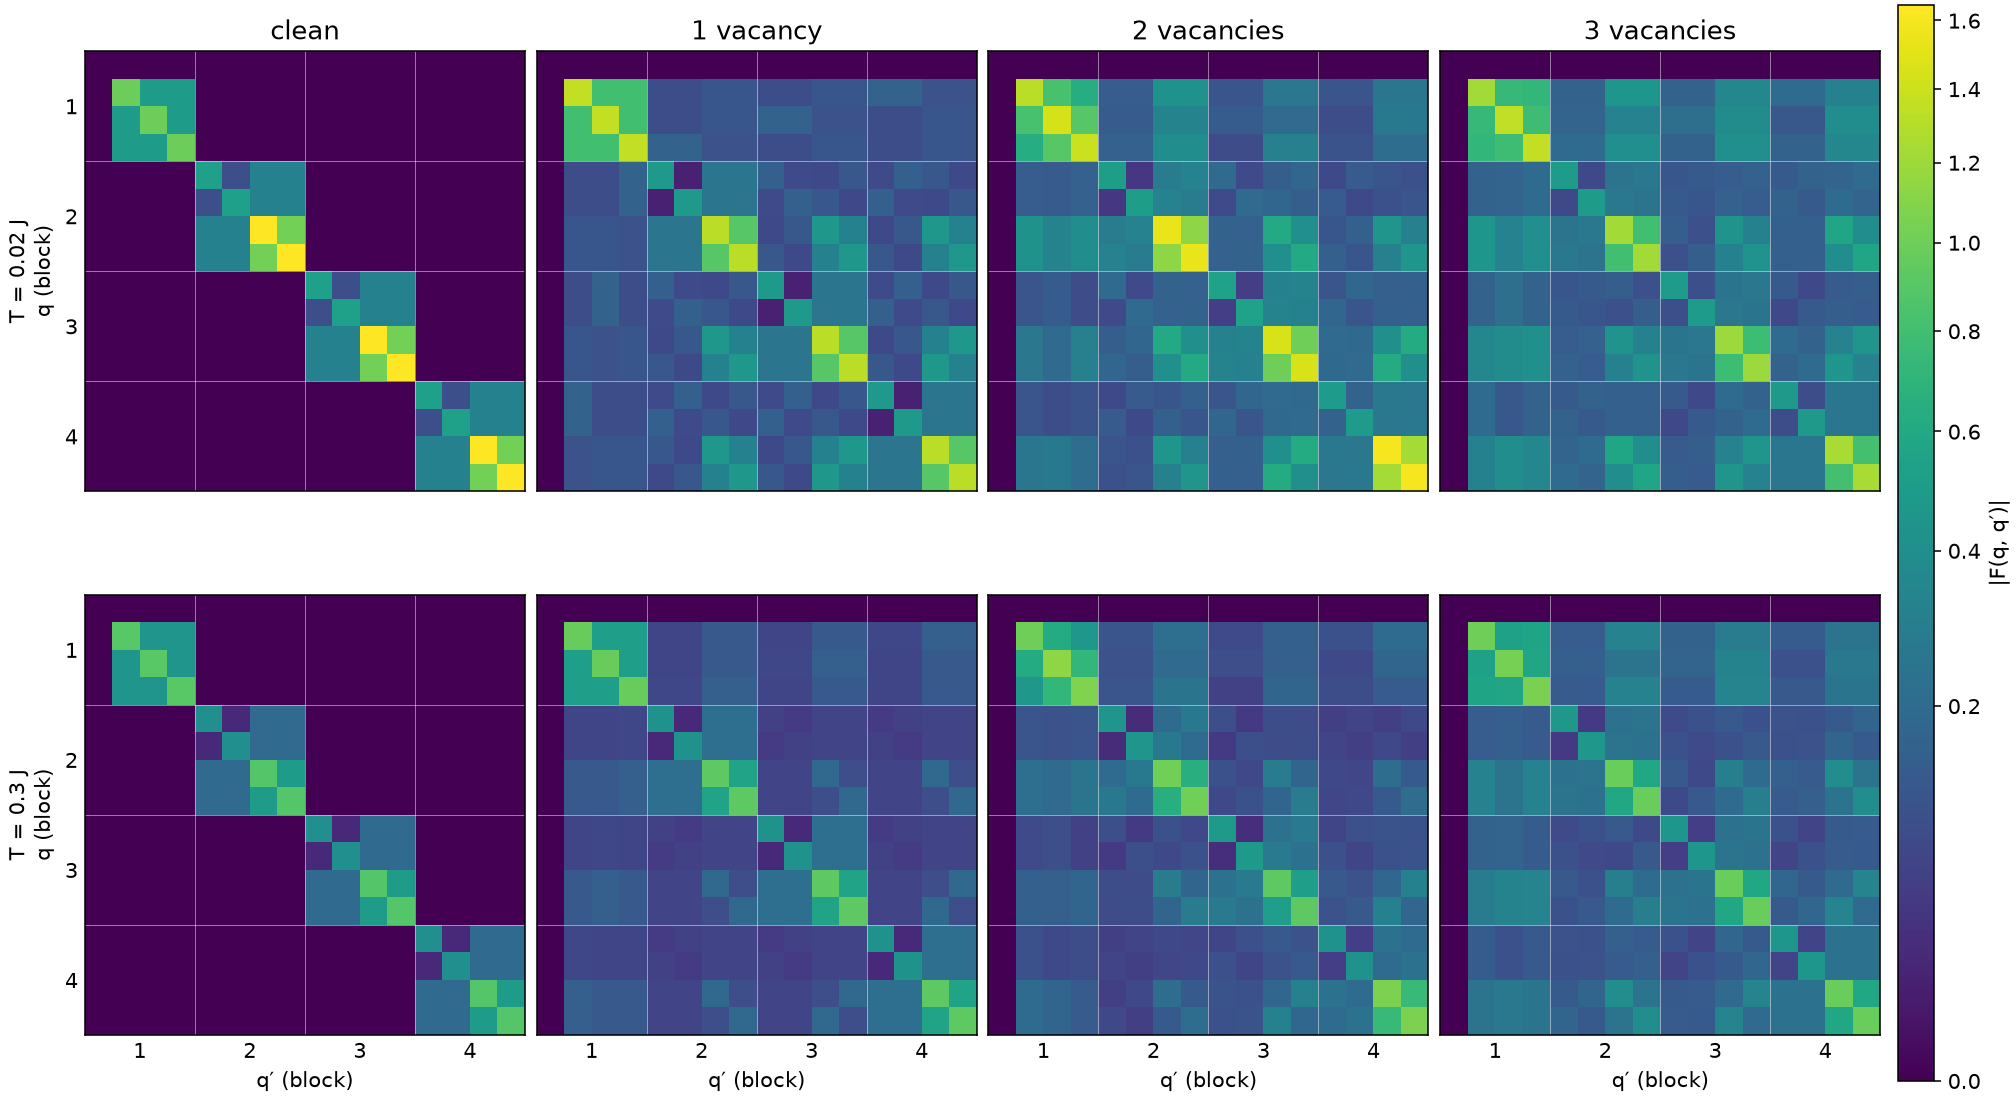 clean
1 vacancy
2 vacancies
3 vacancies
T = 0.02 J
q (block)
1
2
3
4
T = 0.3 J
q (block)
1
2
3
4
1
2
3
4
q′ (block)
1
2
3
4
q′ (block)
1
2
3
4
q′ (block)
1
2
3
4
q′ (block)
1.6
1.4
1.2
1.0
0.8
0.6
0.4
0.2
0.0
|F(q, q′)|